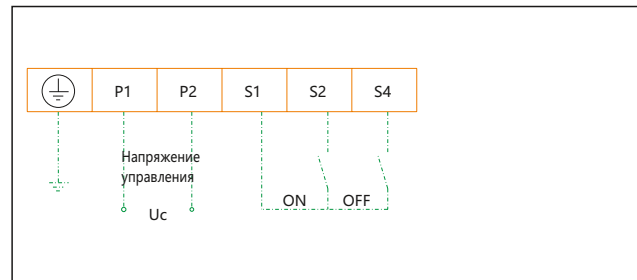 P1 P2 S1 S2 S4
Напряжение
управления
Uc
ON OFF